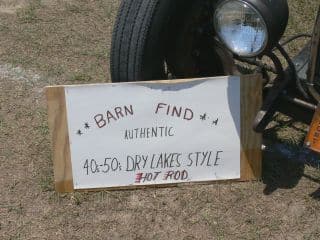 ** BARN FIND **
AUTHENTIC
40s-50s DRY LAKES STYLE
HOT ROD